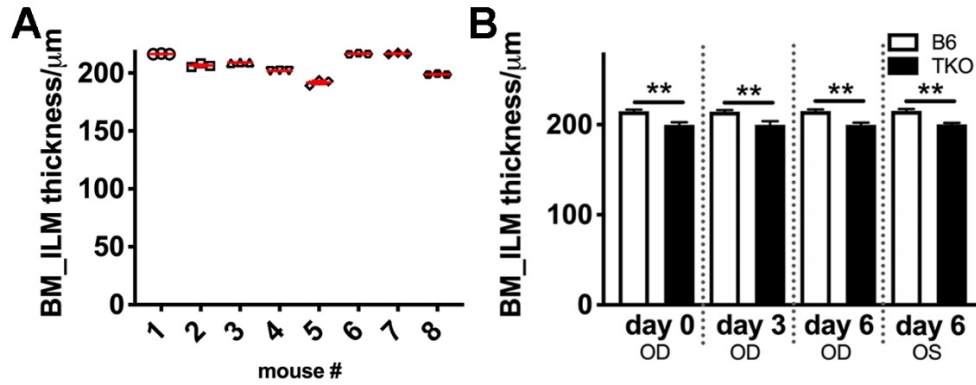 A
BM_ILM thickness/μm
200
150
100
50
0
1 2 3 4 5 6 7 8
mouse #
B
BM_ILM thickness/μm
B6
TKO
** ** ** **
200
100
0
day 0 day 3 day 6 day 6
OD OD OD OS